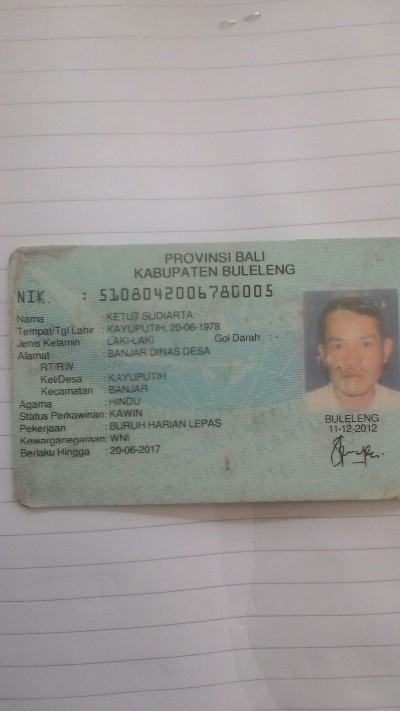 PROVINSI BALI
KABUPATEN BULELENG
NIK : 5108042006780005
Nama : KETUT SUDIARTA
Tempat/Tgl Lahir : KAYUPUTIH, 20-06-1978
Jenis Kelamin : LAKI-LAKI Gol Darah : -
Alamat : BANJAR DINAS DESA
RT/RW : -
Kel/Desa : KAYUPUTIH
Kecamatan : BANJAR
Agama : HINDU
Status Perkawinan: KAWIN
Pekerjaan : BURUH HARIAN LEPAS
Kewarganegaraan: WNI
Berlaku Hingga : 20-06-2017
BULELENG
11-12-2012